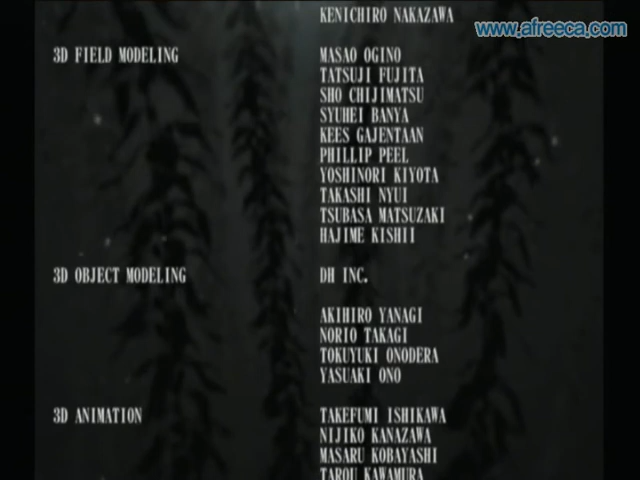 KENICHIRO NAKAZAWA
www.afreeca.com
3D FIELD MODELING
MASAO OGINO
TATSUJI FUJITA
SHO CHIJIMATSU
SYUHEI BANYA
KEES GAJENTAAN
PHILLIP PEEL
YOSHINORI KIYOTA
TAKASHI NYUI
TSUBASA MATSUZAKI
HAJIME KISHII
3D OBJECT MODELING
DH INC.
AKIHIRO YANAGI
NORIO TAKAGI
TOKUYUKI ONODERA
YASUAKI ONO
3D ANIMATION
TAKEFUMI ISHIKAWA
NIJIKO KANAZAWA
MASARU KOBAYASHI
TAROU KAWAMURA